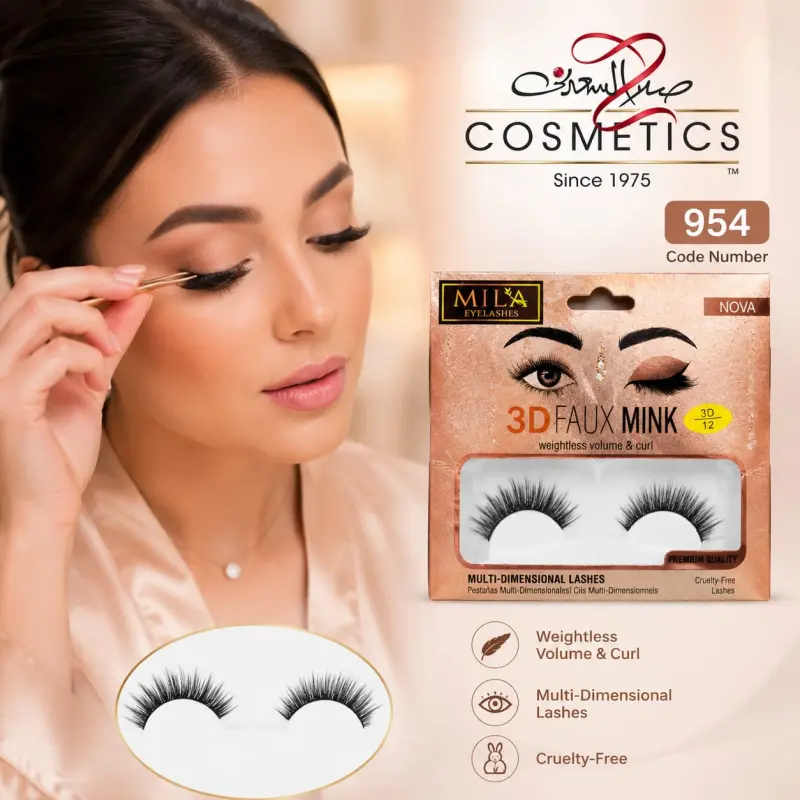 COSMETICS
TM
Since 1975
954
Code Number
MILA
EYELASHES
NOVA
3D FAUX MINK
3D
12
weightless volume & curl
PREMIUM QUALITY
MULTI-DIMENSIONAL LASHES
Pestañas Multi-Dimensionales! Cils Multi-Dimensionnels
Cruelty-Free
Lashes
Weightless
Volume & Curl
Multi-Dimensional
Lashes
Cruelty-Free